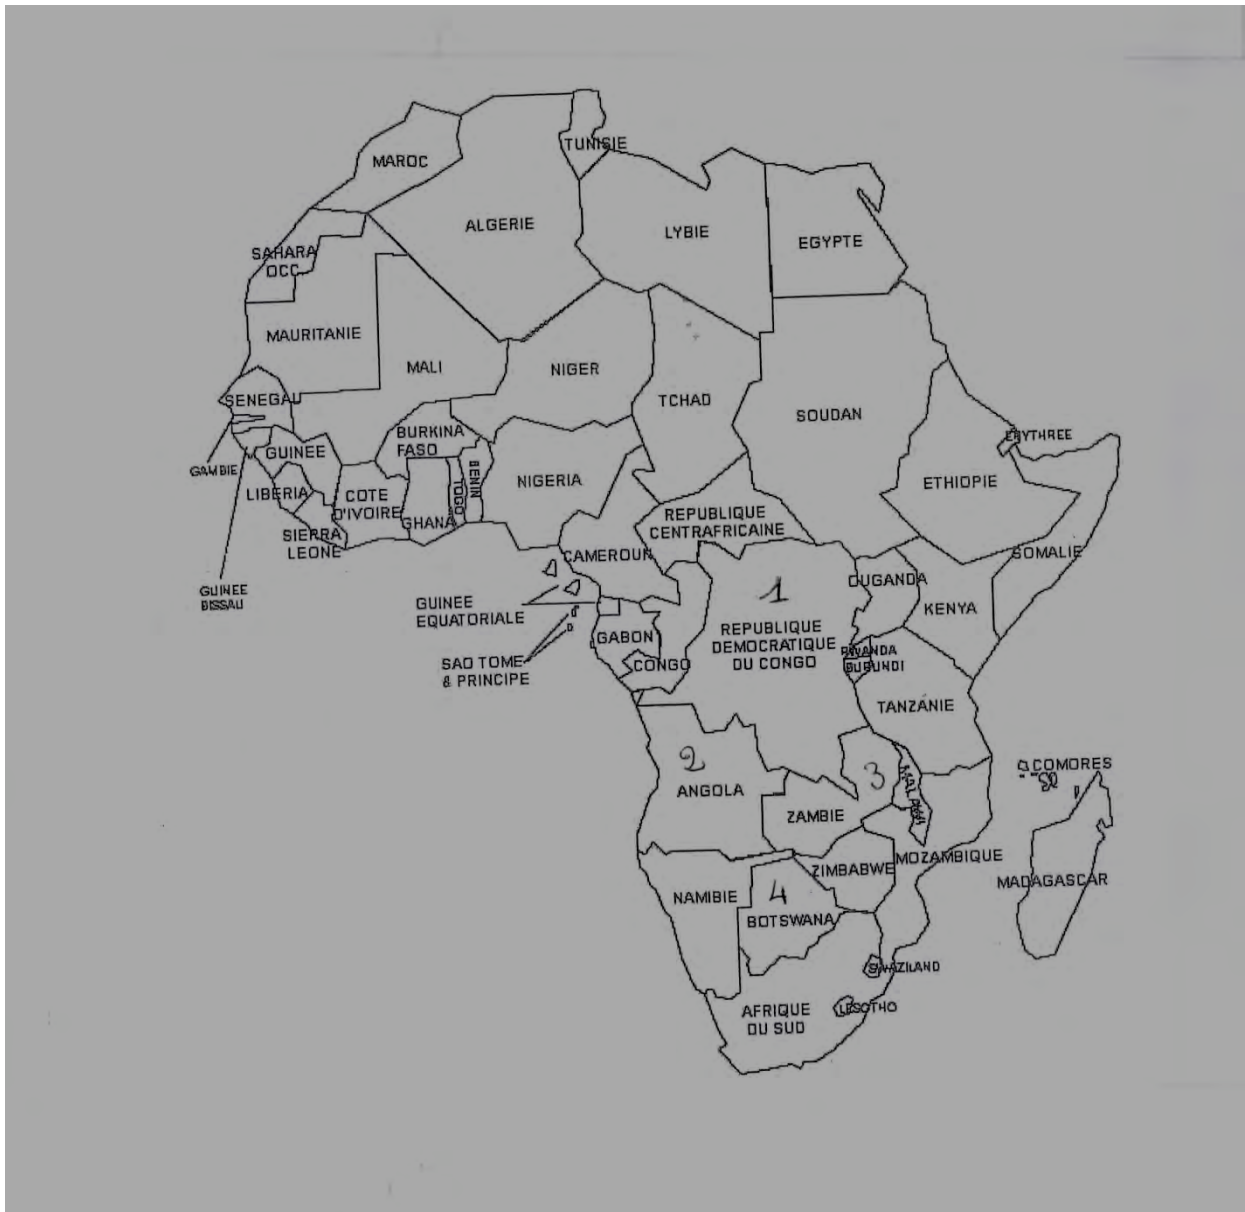 TUNISIE
MAROC
ALGERIE
LYBIE
EGYPTE
SAHARA
OCC
MAURITANIE
MALI
NIGER
TCHAD
SOUDAN
SENEGAL
ERYTHREE
BURKINA
FASO
GUINEE
GAMBIE
BENIN
TOGO
NIGERIA
ETHIOPIE
LIBERIA
COTE
D'IVOIRE
GHANA
REPUBLIQUE
CENTRAFRICAINE
SIERRA
LEONE
CAMEROUN
SOMALIE
OUGANDA
KENYA
GUINEE
BISSAU
GUINEE
EQUATORIALE
1
REPUBLIQUE
DEMOCRATIQUE
DU CONGO
GABON
CONGO
RWANDA
BURUNDI
SAO TOME
& PRINCIPE
TANZANIE
2
ANGOLA
3
MALAWI
COMORES
ZAMBIE
MOZAMBIQUE
ZIMBABWE
MADAGASCAR
NAMIBIE
4
BOTSWANA
SWAZILAND
LESOTHO
AFRIQUE
DU SUD